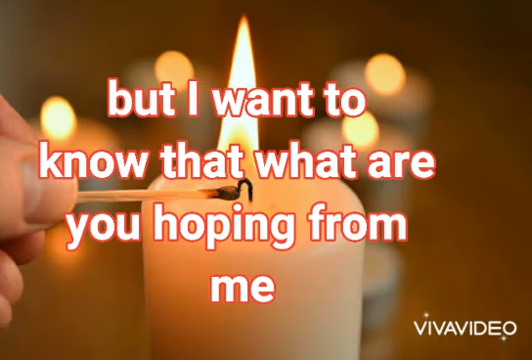 but I want to
know that what are
you hoping from
me
VIVAVIDEO